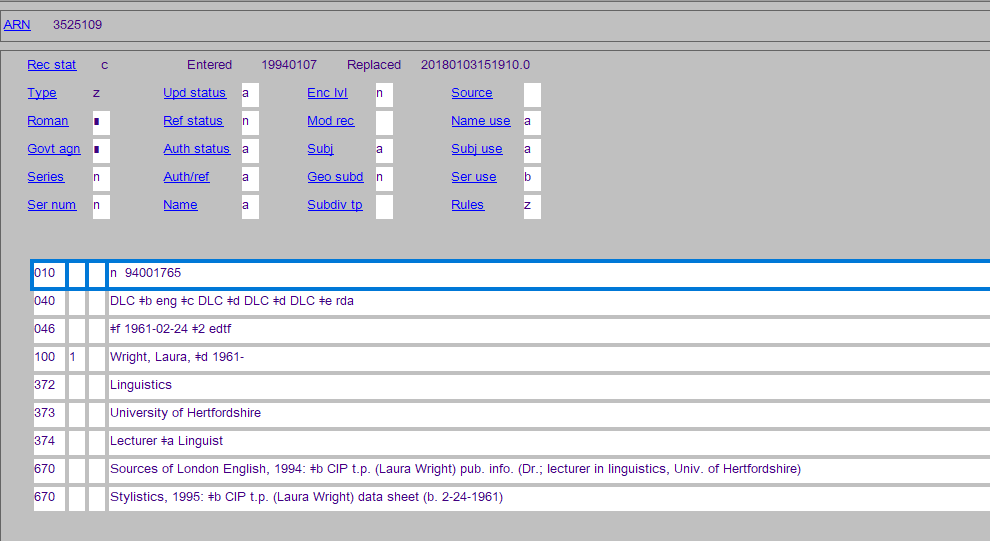 ARN 3525109
Rec stat c Entered 19940107 Replaced 20180103151910.0
Type z Upd status a Enc lvl n Source
Roman ∎ Ref status n Mod rec Name use a
Govt agn ∎ Auth status a Subj a Subj use a
Series n Auth/ref a Geo subd n Ser use b
Ser num n Name a Subdiv tp Rules z
010 n 94001765
040 DLC ǂb eng ǂc DLC ǂd DLC ǂd DLC ǂe rda
046 ǂf 1961-02-24 ǂ2 edtf
100 1 Wright, Laura, ǂd 1961-
372 Linguistics
373 University of Hertfordshire
374 Lecturer ǂa Linguist
670 Sources of London English, 1994: ǂb CIP t.p. (Laura Wright) pub. info. (Dr.; lecturer in linguistics, Univ. of Hertfordshire)
670 Stylistics, 1995: ǂb CIP t.p. (Laura Wright) data sheet (b. 2-24-1961)